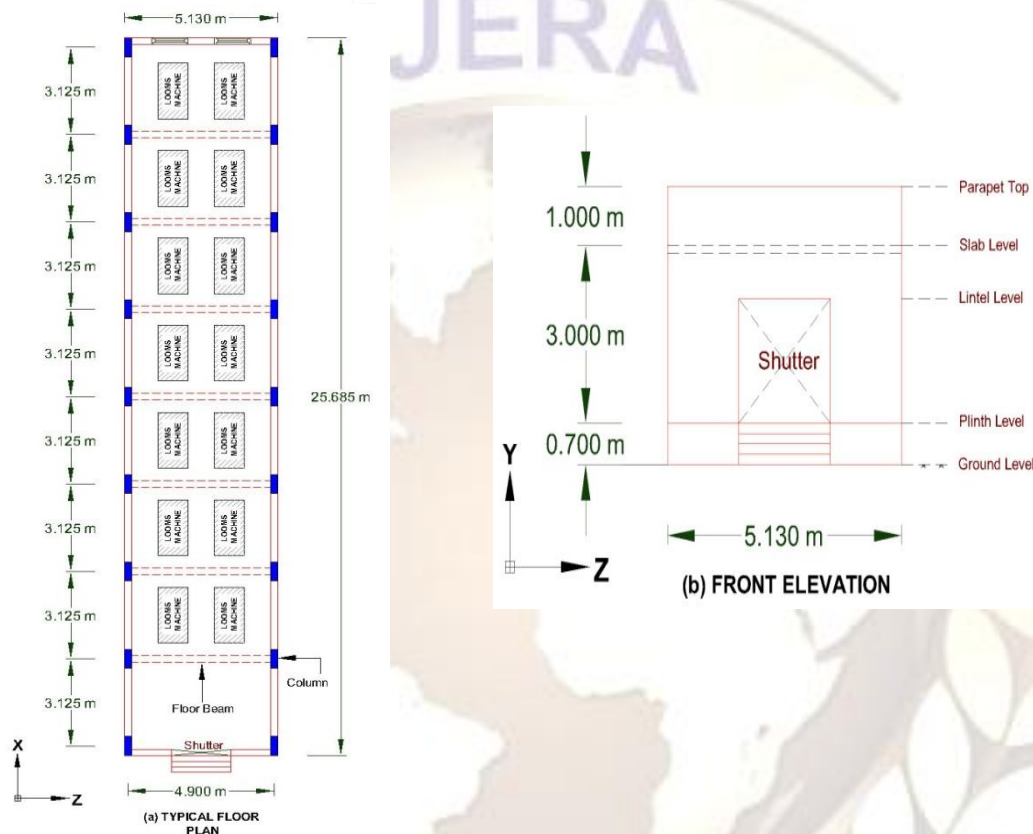 JERA
5.130 m
3.125 m
LOOMS
MACHINE
LOOMS
MACHINE
3.125 m
LOOMS
MACHINE
LOOMS
MACHINE
3.125 m
LOOMS
MACHINE
LOOMS
MACHINE
3.125 m
LOOMS
MACHINE
LOOMS
MACHINE
25.685 m
3.125 m
LOOMS
MACHINE
LOOMS
MACHINE
3.125 m
LOOMS
MACHINE
LOOMS
MACHINE
3.125 m
LOOMS
MACHINE
LOOMS
MACHINE
3.125 m
Column
Floor Beam
Shutter
X
Z
4.900 m
(a) TYPICAL FLOOR
PLAN
Parapet Top
1.000 m
Slab Level
Lintel Level
3.000 m
Shutter
Plinth Level
0.700 m
Ground Level
Y
Z
5.130 m
(b) FRONT ELEVATION